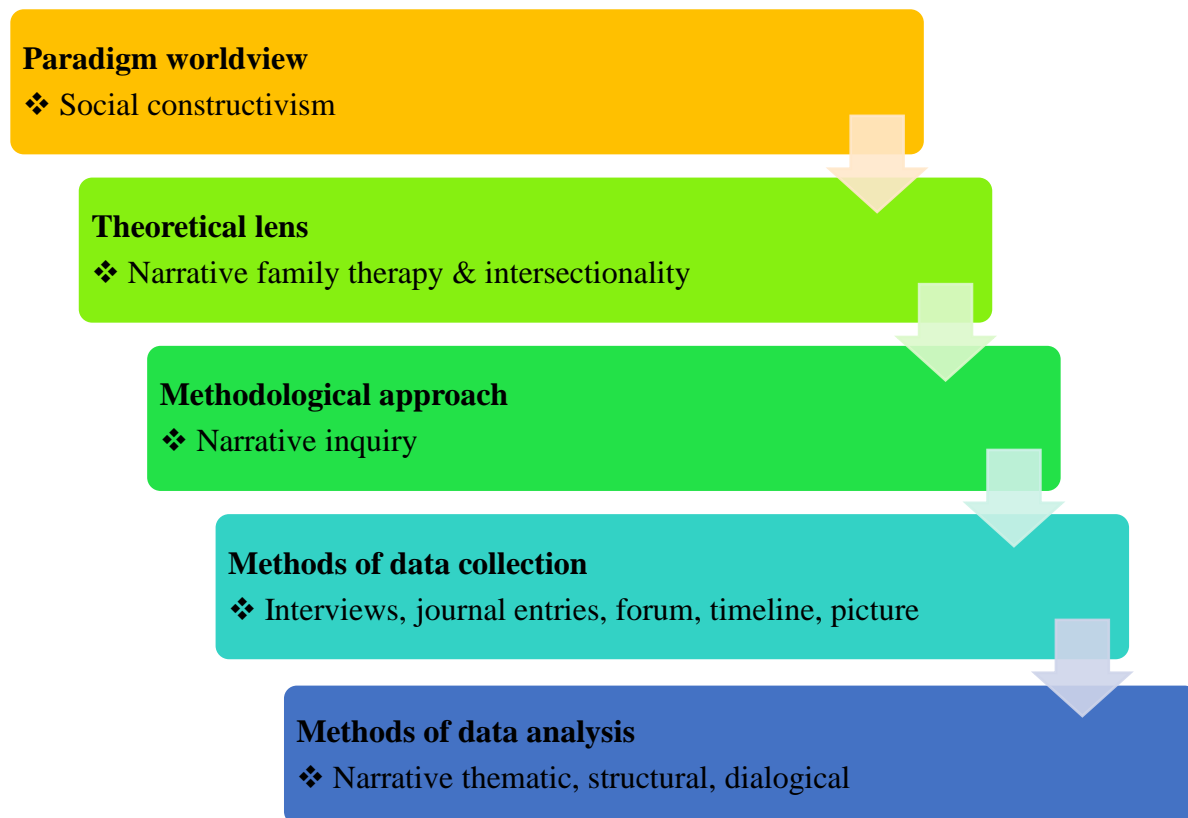 Paradigm worldview
❖ Social constructivism
Theoretical lens
❖ Narrative family therapy & intersectionality
Methodological approach
❖ Narrative inquiry
Methods of data collection
❖ Interviews, journal entries, forum, timeline, picture
Methods of data analysis
❖ Narrative thematic, structural, dialogical